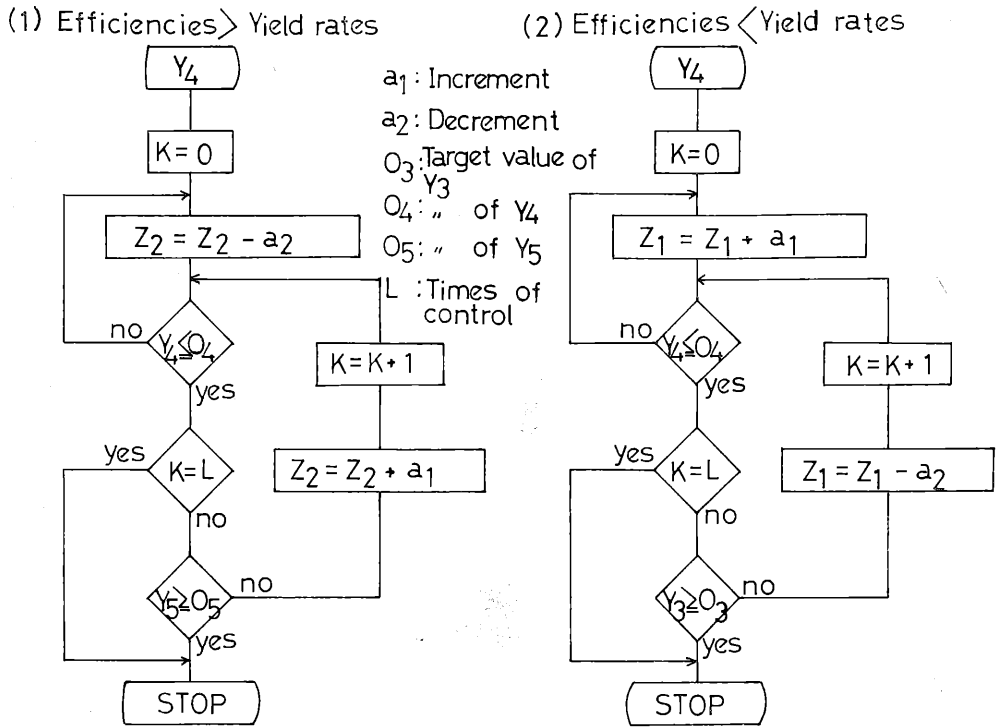 (1) Efficiencies > Yield rates
Y4
K = 0
Z2 = Z2 - a2
Y4 ≦ O4
no
yes
K = K + 1
K = L
yes
no
Z2 = Z2 + a1
Y5 ≧ O5
no
yes
STOP
a1 : Increment
a2 : Decrement
O3 : Target value of
Y3
O4 : 〃 of Y4
O5 : 〃 of Y5
L : Times of
control
(2) Efficiencies < Yield rates
Y4
K = 0
Z1 = Z1 + a1
Y4 ≦ O4
no
yes
K = K + 1
K = L
yes
no
Z1 = Z1 - a2
Y3 ≧ O3
no
yes
STOP